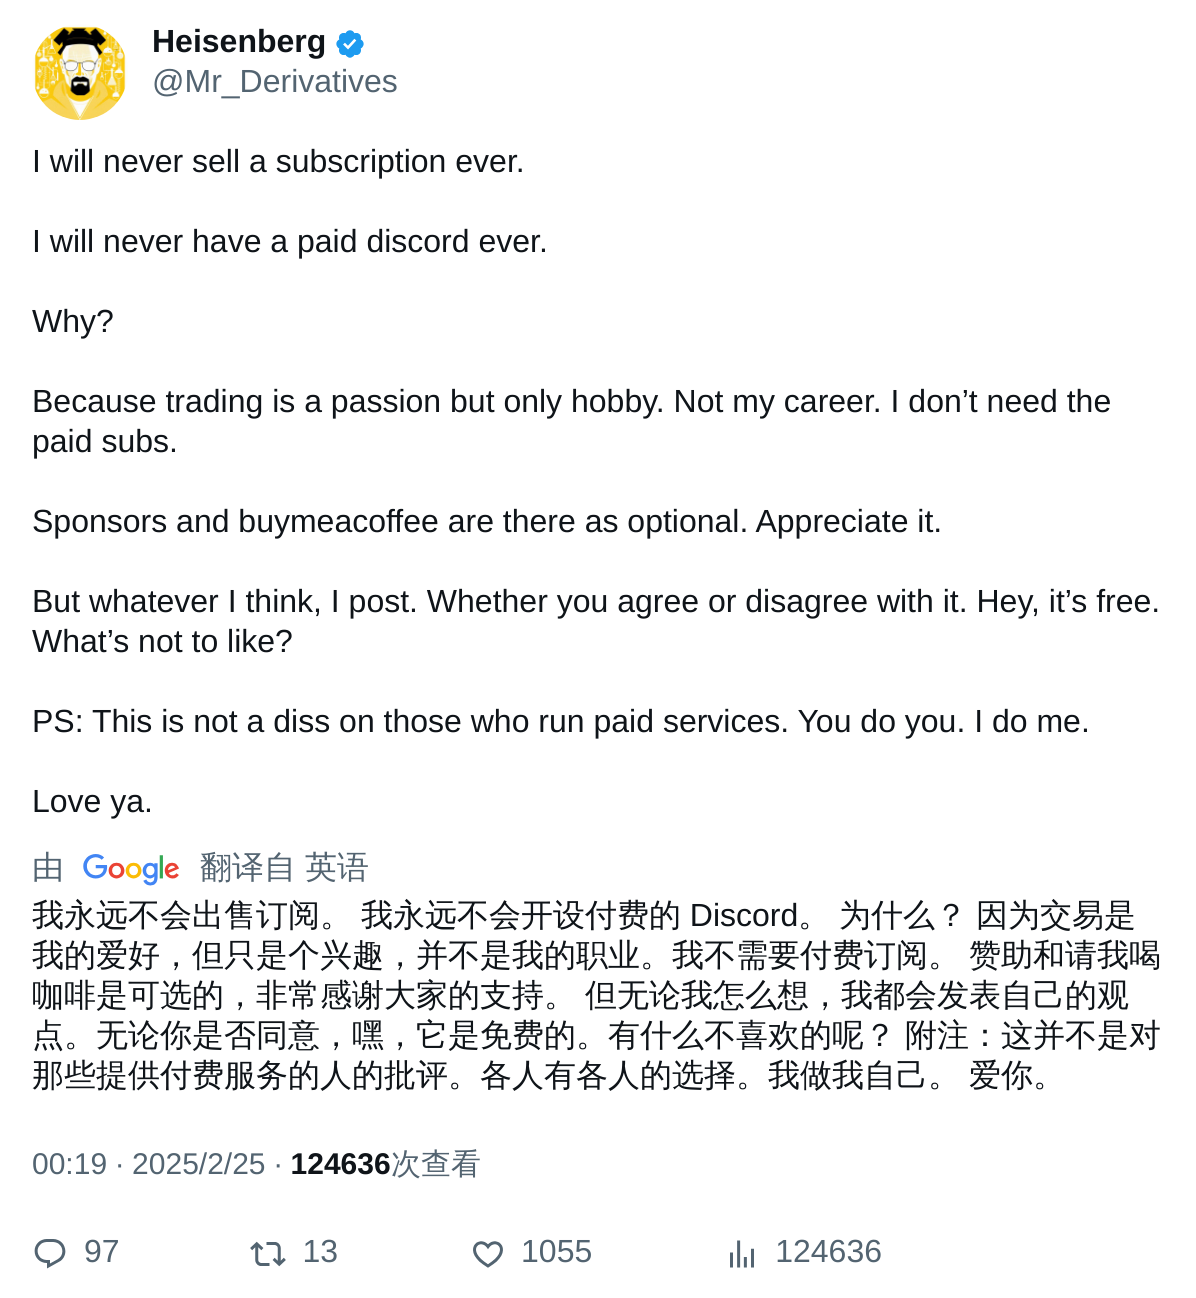 Heisenberg
@Mr_Derivatives
I will never sell a subscription ever.
I will never have a paid discord ever.
Why?
Because trading is a passion but only hobby. Not my career. I don’t need the
paid subs.
Sponsors and buymeacoffee are there as optional. Appreciate it.
But whatever I think, I post. Whether you agree or disagree with it. Hey, it’s free.
What’s not to like?
PS: This is not a diss on those who run paid services. You do you. I do me.
Love ya.
由 Google 翻译自 英语
我永远不会出售订阅。 我永远不会开设付费的 Discord。 为什么？ 因为交易是
我的爱好，但只是个兴趣，并不是我的职业。我不需要付费订阅。 赞助和请我喝
咖啡是可选的，非常感谢大家的支持。 但无论我怎么想，我都会发表自己的观
点。无论你是否同意，嘿，它是免费的。有什么不喜欢的呢？ 附注：这并不是对
那些提供付费服务的人的批评。各人有各人的选择。我做我自己。 爱你。
00:19 · 2025/2/25 · 124636次查看
97 13 1055 124636